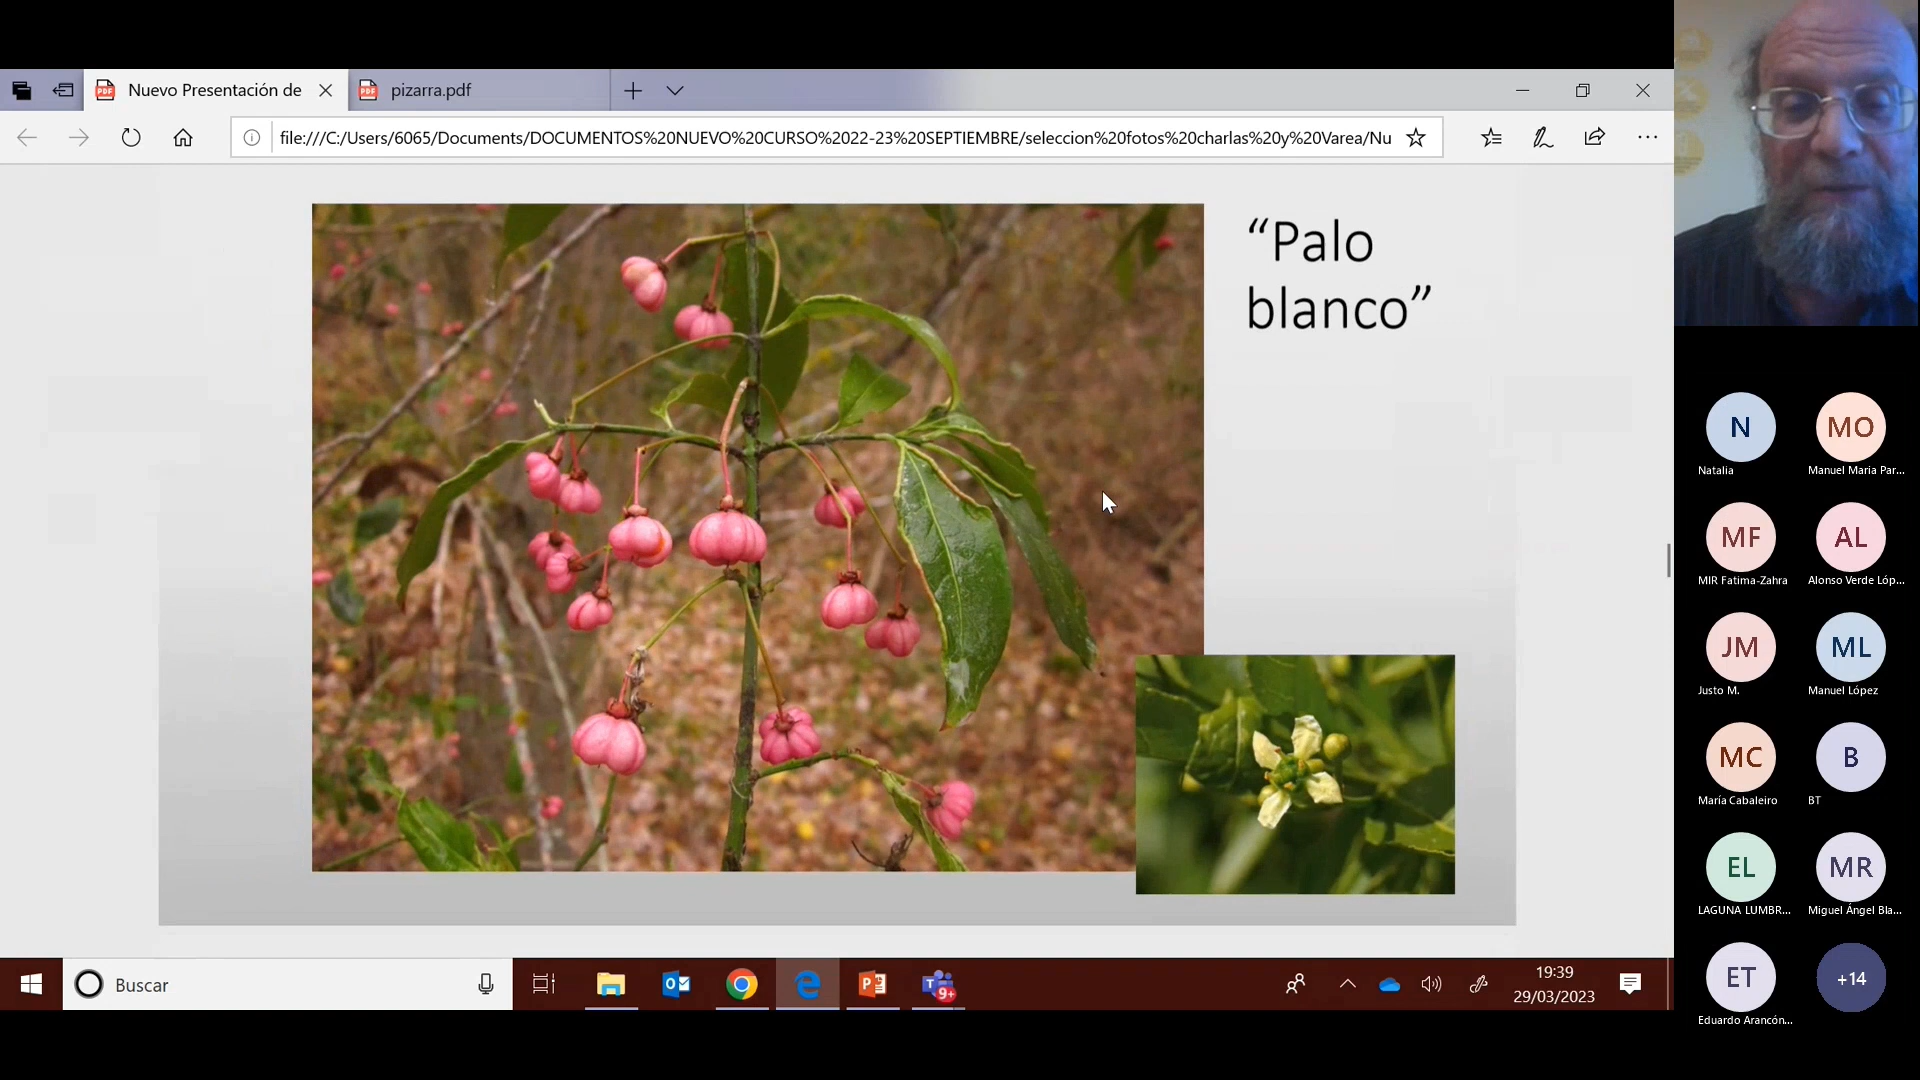 Nuevo Presentación de
pizarra.pdf
file:///C:/Users/6065/Documents/DOCUMENTOS%20NUEVO%20CURSO%2022-23%20SEPTIEMBRE/seleccion%20fotos%20charlas%20y%20Varea/Nu
“Palo
blanco”
N
MO
Natalia
Manuel Maria Par...
MF
AL
MIR Fatima-Zahra
Alonso Verde Lóp...
JM
ML
Justo M.
Manuel López
MC
B
María Cabaleiro
BT
EL
MR
LAGUNA LUMBR...
Miguel Ángel Bla...
ET
+14
Eduardo Arancón...
Buscar
9+
19:39
29/03/2023